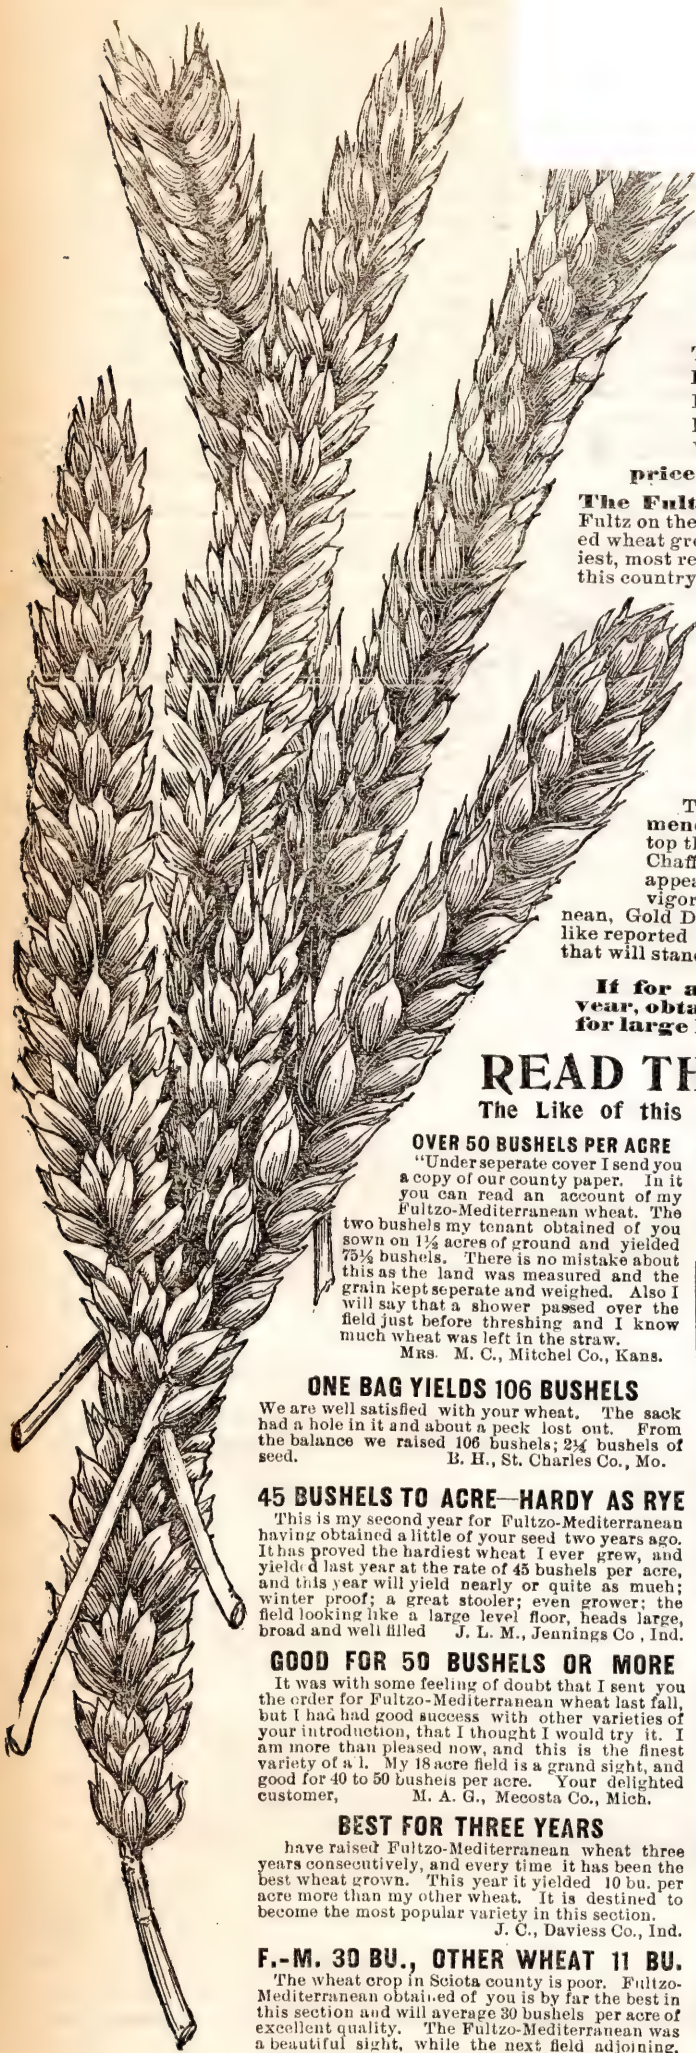 price
The Fult
Fultz on the
ed wheat gro
iest, most re
this country
T
mend
top th
Chaff
appea
vigor
nean, Gold D
like reported
that will stand
If for a
year, obta
for large
READ TH
The Like of this
OVER 50 BUSHELS PER ACRE
"Under seperate cover I send you
a copy of our county paper. In it
you can read an account of my
Fultzo-Mediterranean wheat. The
two bushels my tenant obtained of you
sown on 1½ acres of ground and yielded
75½ bushels. There is no mistake about
this as the land was measured and the
grain kept seperate and weighed. Also I
will say that a shower passed over the
field just before threshing and I know
much wheat was left in the straw.
MRS. M. C., Mitchel Co., Kans.
ONE BAG YIELDS 106 BUSHELS
We are well satisfied with your wheat. The sack
had a hole in it and about a peck lost out. From
the balance we raised 106 bushels; 2¼ bushels of
seed. B. H., St. Charles Co., Mo.
45 BUSHELS TO ACRE—HARDY AS RYE
This is my second year for Fultzo-Mediterranean
having obtained a little of your seed two years ago.
It has proved the hardiest wheat I ever grew, and
yield d last year at the rate of 45 bushels per acre,
and this year will yield nearly or quite as mueh;
winter proof; a great stooler; even grower; the
field looking like a large level floor, heads large,
broad and well filled J. L. M., Jennings Co , Ind.
GOOD FOR 50 BUSHELS OR MORE
It was with some feeling of doubt that I sent you
the order for Fultzo-Mediterranean wheat last fall,
but I had had good success with other varieties of
your introduction, that I thought I would try it. I
am more than pleased now, and this is the finest
variety of a l. My 18 acre field is a grand sight, and
good for 40 to 50 bushels per acre. Your delighted
customer, M. A. G., Mecosta Co., Mich.
BEST FOR THREE YEARS
have raised Fultzo-Mediterranean wheat three
years consecutively, and every time it has been the
best wheat grown. This year it yielded 10 bu. per
acre more than my other wheat. It is destined to
become the most popular variety in this section.
J. C., Daviess Co., Ind.
F.-M. 30 BU., OTHER WHEAT 11 BU.
The wheat crop in Sciota county is poor. Fultzo-
Mediterranean obtained of you is by far the best in
this section and will average 30 bushels per acre of
excellent quality. The Fultzo-Mediterranean was
a beautiful sight, while the next field adjoining,